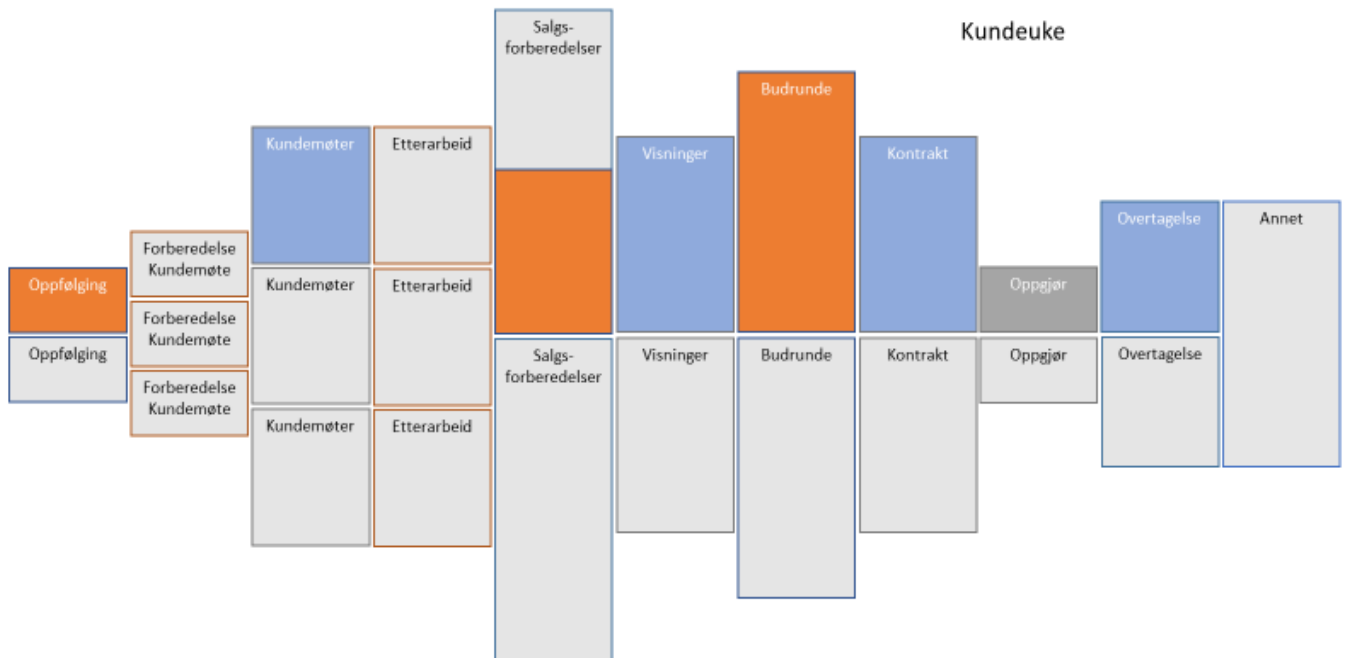 Kundeuke
Oppfølging
Oppfølging
Forberedelse
Kundemøte
Forberedelse
Kundemøte
Forberedelse
Kundemøte
Kundemøter
Kundemøter
Kundemøter
Etterarbeid
Etterarbeid
Etterarbeid
Salgs-
forberedelser
Salgs-
forberedelser
Visninger
Visninger
Budrunde
Budrunde
Kontrakt
Kontrakt
Oppgjør
Oppgjør
Overtagelse
Overtagelse
Annet